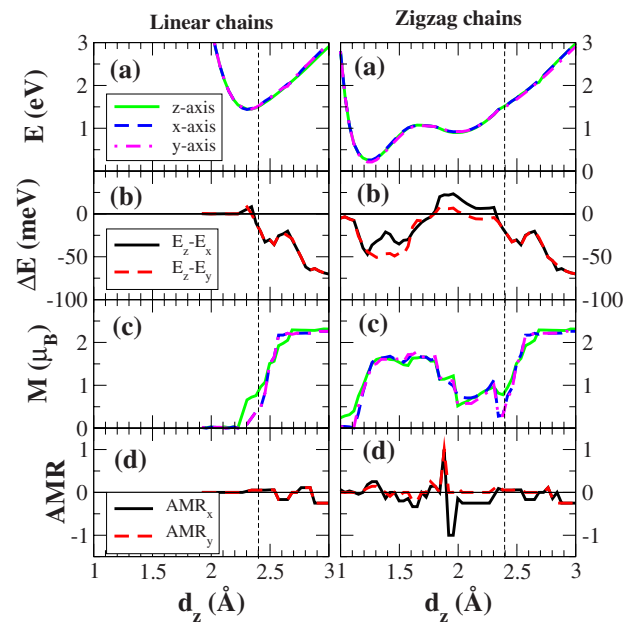 Linear chains Zigzag chains
E (eV)
3
2
1
0
(a)
z-axis
x-axis
y-axis
(a)
3
2
1
0
ΔE (meV)
0
-50
-100
(b)
E_z-E_x
E_z-E_y
(b)
0
-50
-100
M (μ_B)
2
1
0
(c)
(c)
2
1
0
AMR
1
0
-1
(d)
AMR_x
AMR_y
(d)
1
0
-1
1 1.5 2 2.5 3 1 1.5 2 2.5 3
d_z (Å) d_z (Å)